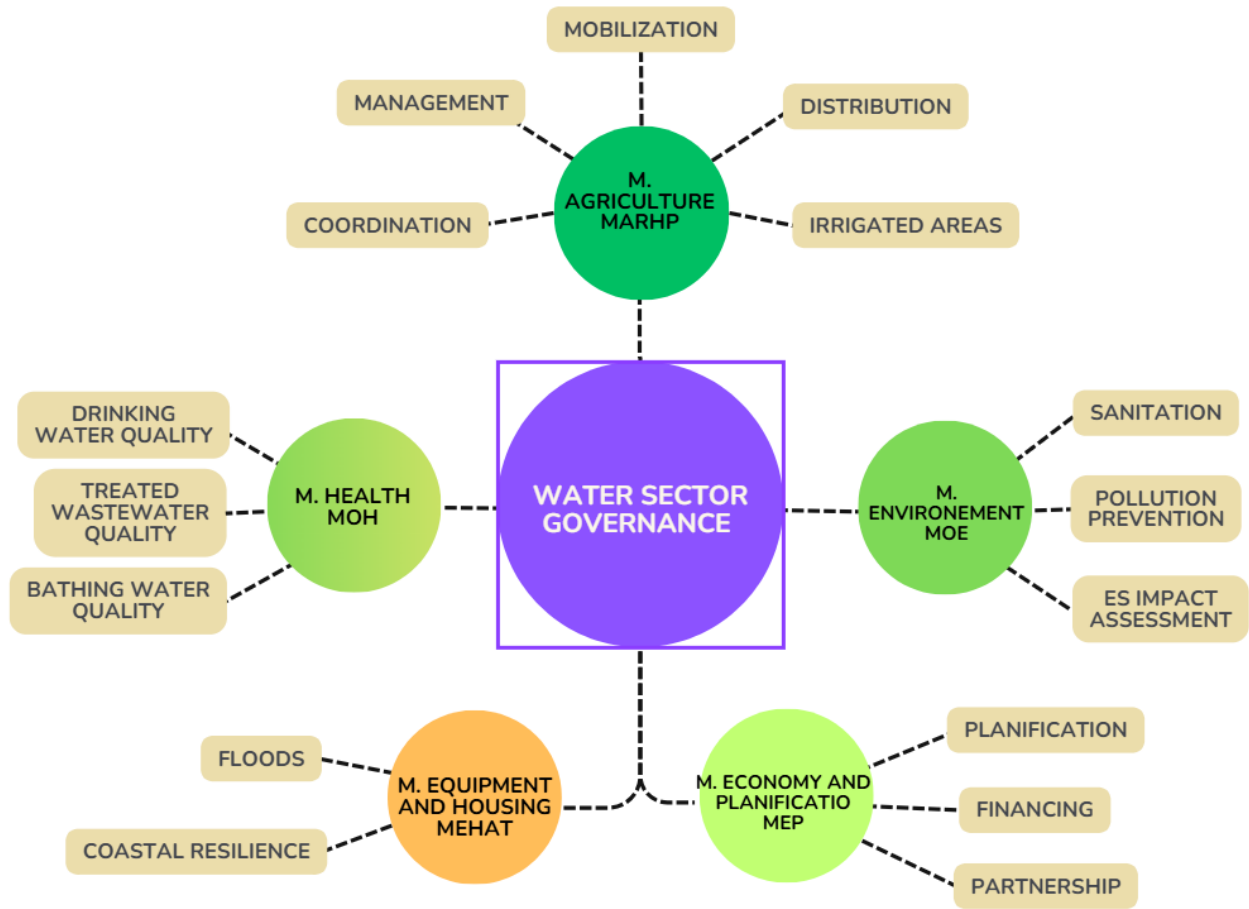 MOBILIZATION
MANAGEMENT
DISTRIBUTION
COORDINATION
IRRIGATED AREAS
M.
AGRICULTURE
MARHP
DRINKING
WATER QUALITY
TREATED
WASTEWATER
QUALITY
BATHING WATER
QUALITY
M. HEALTH
MOH
WATER SECTOR
GOVERNANCE
M.
ENVIRONEMENT
MOE
SANITATION
POLLUTION
PREVENTION
ES IMPACT
ASSESSMENT
FLOODS
COASTAL RESILIENCE
M. EQUIPMENT
AND HOUSING
MEHAT
M. ECONOMY AND
PLANIFICATIO
MEP
PLANIFICATION
FINANCING
PARTNERSHIP